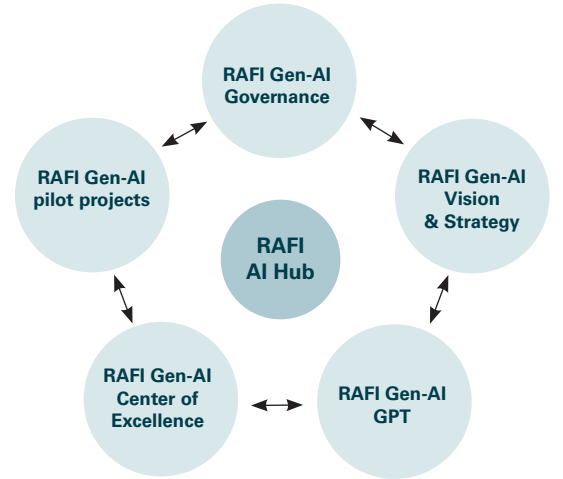 RAFI Gen-AI
Governance
RAFI Gen-AI
pilot projects
RAFI Gen-AI
Vision
& Strategy
RAFI
AI Hub
RAFI Gen-AI
Center of
Excellence
RAFI Gen-AI
GPT